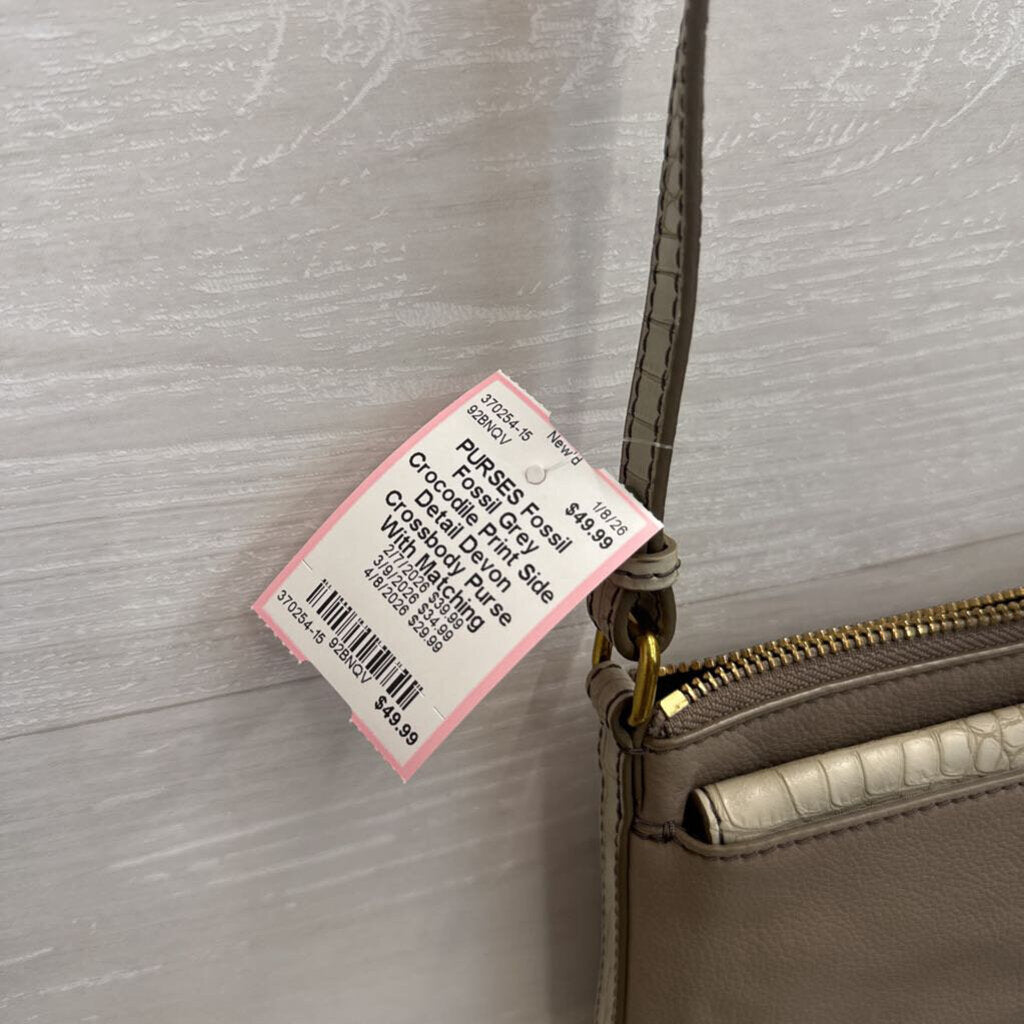 370254-15 New'd 1/8/26
92BNQV $49.99
PURSES Fossil
Fossil Grey
Crocodile Print Side
Detail Devon
Crossbody Purse
With Matching
2/7/2026 $39.99
3/9/2026 $34.99
4/8/2026 $29.99
370254-15 92BNQV $49.99